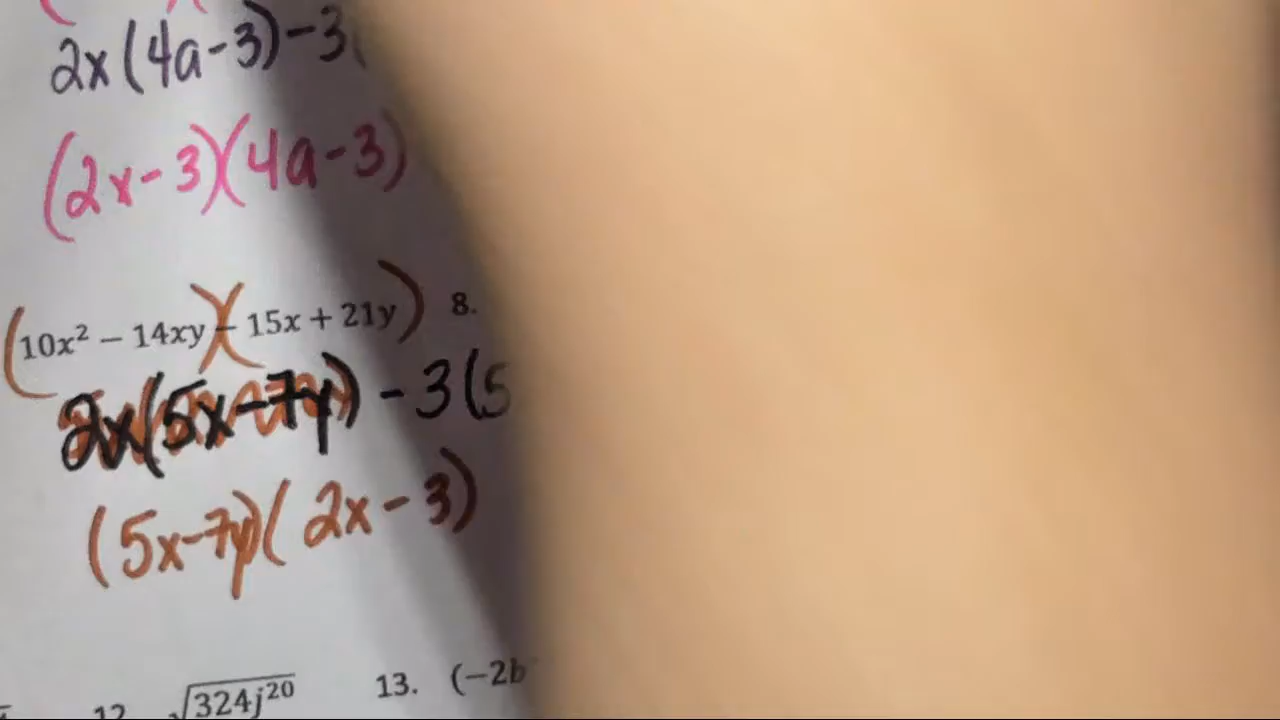 2x(4a-3)-3(
(2x-3)(4a-3)
(10x² − 14xy)(− 15x + 21y) 8.
2x(5x-7y) -3(5
(5x-7y)(2x-3)
12. √324j²⁰ 13. (−2b